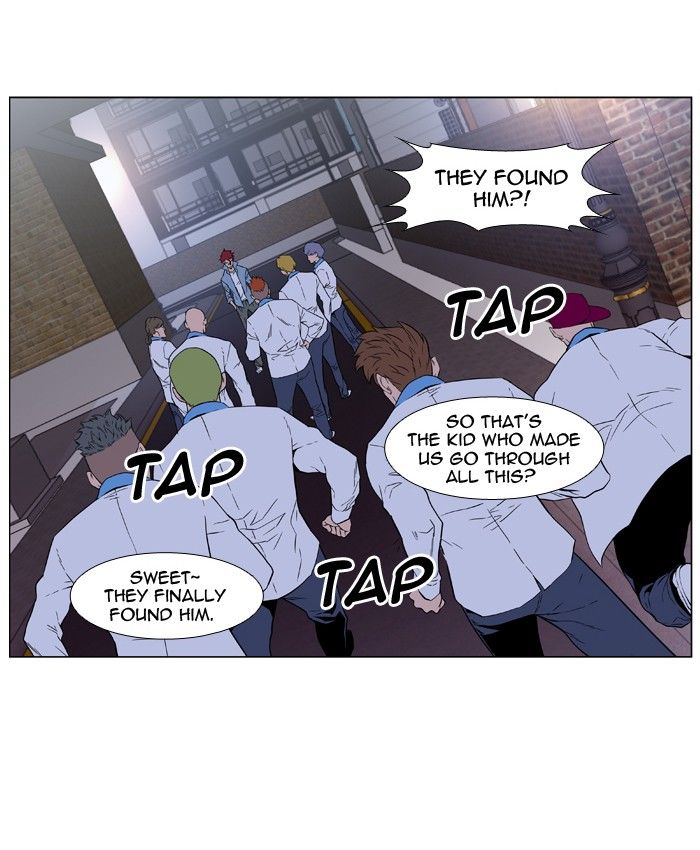 THEY FOUND
HIM?!
TAP
SO THAT'S
THE KID WHO MADE
US GO THROUGH
ALL THIS?
TAP
TAP
SWEET~
THEY FINALLY
FOUND HIM.